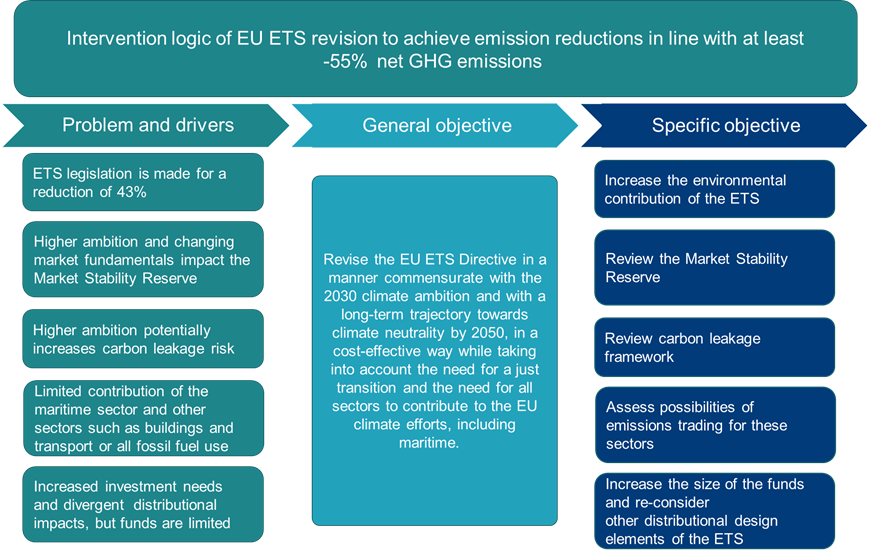 Intervention logic of EU ETS revision to achieve emission reductions in line with at least
-55% net GHG emissions
Problem and drivers
ETS legislation is made for a
reduction of 43%
Higher ambition and changing
market fundamentals impact the
Market Stability Reserve
Higher ambition potentially
increases carbon leakage risk
Limited contribution of the
maritime sector and other
sectors such as buildings and
transport or all fossil fuel use
Increased investment needs
and divergent distributional
impacts, but funds are limited
General objective
Revise the EU ETS Directive in a
manner commensurate with the
2030 climate ambition and with a
long-term trajectory towards
climate neutrality by 2050, in a
cost-effective way while taking
into account the need for a just
transition and the need for all
sectors to contribute to the EU
climate efforts, including
maritime.
Specific objective
Increase the environmental
contribution of the ETS
Review the Market Stability
Reserve
Review carbon leakage
framework
Assess possibilities of
emissions trading for these
sectors
Increase the size of the funds
and re-consider
other distributional design
elements of the ETS